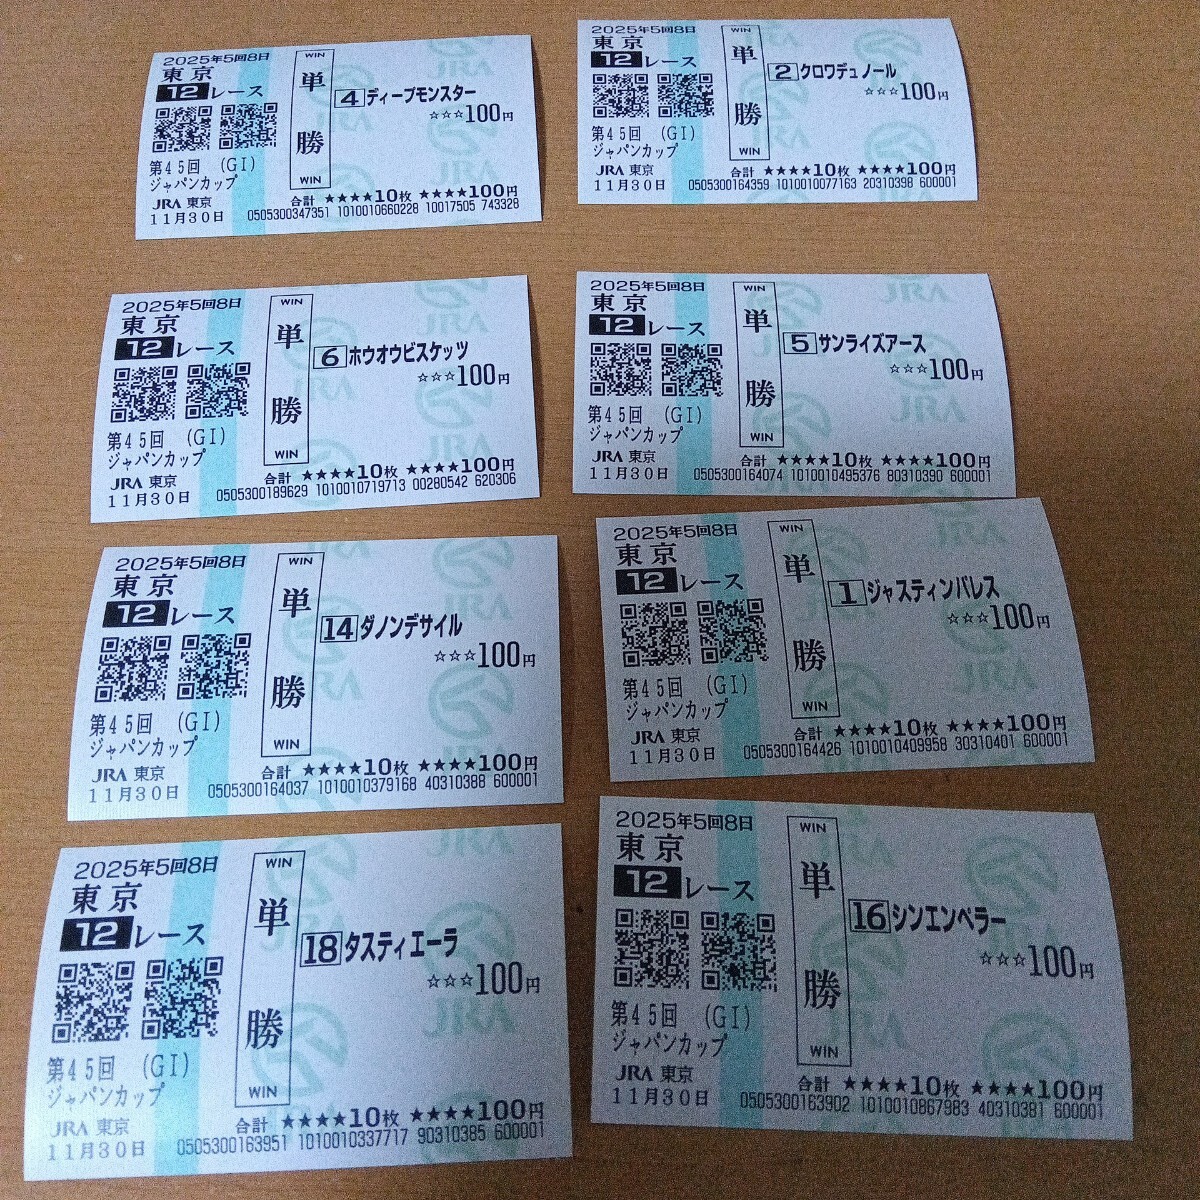 2025年5回8日
東京
12レース
第45回 (GI)
ジャパンカップ
JRA 東京
11月30日
WIN
単勝
WIN
4 ディープモンスター
☆☆☆100円
合計 ★★★★10枚 ★★★★100円
0505300347351 1010010660228 10017505 743328
2025年5回8日
東京
12レース
第45回 (GI)
ジャパンカップ
JRA 東京
11月30日
WIN
単勝
WIN
2 クロワデュノール
☆☆☆100円
合計 ★★★★10枚 ★★★★100円
0505300164359 1010010077163 20310398 600001
2025年5回8日
東京
12レース
第45回 (GI)
ジャパンカップ
JRA 東京
11月30日
WIN
単勝
WIN
6 ホウオウビスケッツ
☆☆☆100円
合計 ★★★★10枚 ★★★★100円
0505300189629 1010010719713 00280542 620306
2025年5回8日
東京
12レース
第45回 (GI)
ジャパンカップ
JRA 東京
11月30日
WIN
単勝
WIN
5 サンライズアース
☆☆☆100円
合計 ★★★★10枚 ★★★★100円
0505300164074 1010010495376 80310390 600001
2025年5回8日
東京
12レース
第45回 (GI)
ジャパンカップ
JRA 東京
11月30日
WIN
単勝
WIN
14 ダノンデサイル
☆☆☆100円
合計 ★★★★10枚 ★★★★100円
0505300164037 1010010379168 40310388 600001
2025年5回8日
東京
12レース
第45回 (GI)
ジャパンカップ
JRA 東京
11月30日
WIN
単勝
WIN
1 ジャスティンパレス
☆☆☆100円
合計 ★★★★10枚 ★★★★100円
0505300164426 1010010409958 30310401 600001
2025年5回8日
東京
12レース
第45回 (GI)
ジャパンカップ
JRA 東京
11月30日
WIN
単勝
WIN
18 タスティエーラ
☆☆☆100円
合計 ★★★★10枚 ★★★★100円
0505300163951 1010010337717 90310385 600001
2025年5回8日
東京
12レース
第45回 (GI)
ジャパンカップ
JRA 東京
11月30日
WIN
単勝
WIN
16 シンエンペラー
☆☆☆100円
合計 ★★★★10枚 ★★★★100円
0505300163902 1010010867983 40310381 600001